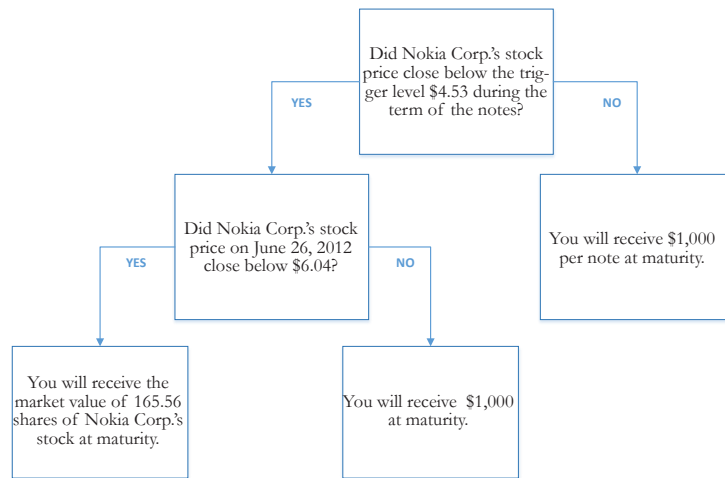 Did Nokia Corp.'s stock
price close below the trig-
ger level $4.53 during the
term of the notes?
YES
NO
Did Nokia Corp.'s stock
price on June 26, 2012
close below $6.04?
You will receive $1,000
per note at maturity.
YES
NO
You will receive the
market value of 165.56
shares of Nokia Corp.'s
stock at maturity.
You will receive $1,000
at maturity.